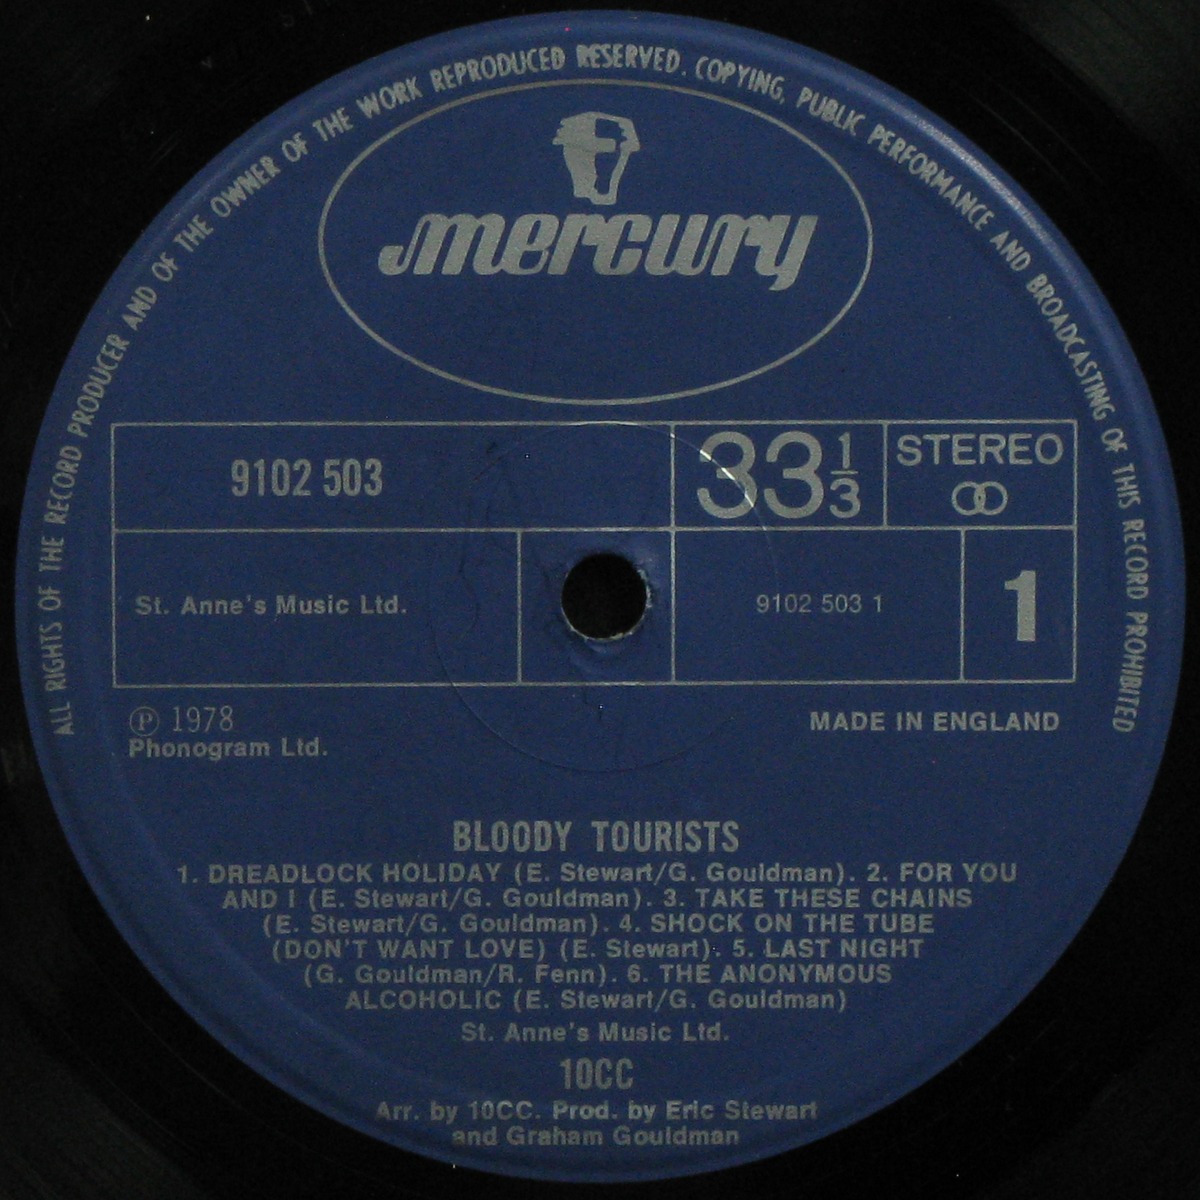 ALL RIGHTS OF THE RECORD PRODUCER AND OF THE OWNER OF THE WORK REPRODUCED RESERVED. COPYING, PUBLIC PERFORMANCE AND BROADCASTING OF THIS RECORD PROHIBITED
mercury
9102 503
33 1/3
STEREO
St. Anne's Music Ltd.
9102 503 1
1
℗ 1978
Phonogram Ltd.
MADE IN ENGLAND
BLOODY TOURISTS
1. DREADLOCK HOLIDAY (E. Stewart/G. Gouldman). 2. FOR YOU
AND I (E. Stewart/G. Gouldman). 3. TAKE THESE CHAINS
(E. Stewart/G. Gouldman). 4. SHOCK ON THE TUBE
(DON'T WANT LOVE) (E. Stewart). 5. LAST NIGHT
(G. Gouldman/R. Fenn). 6. THE ANONYMOUS
ALCOHOLIC (E. Stewart/G. Gouldman)
St. Anne's Music Ltd.
10CC
Arr. by 10CC. Prod. by Eric Stewart
and Graham Gouldman